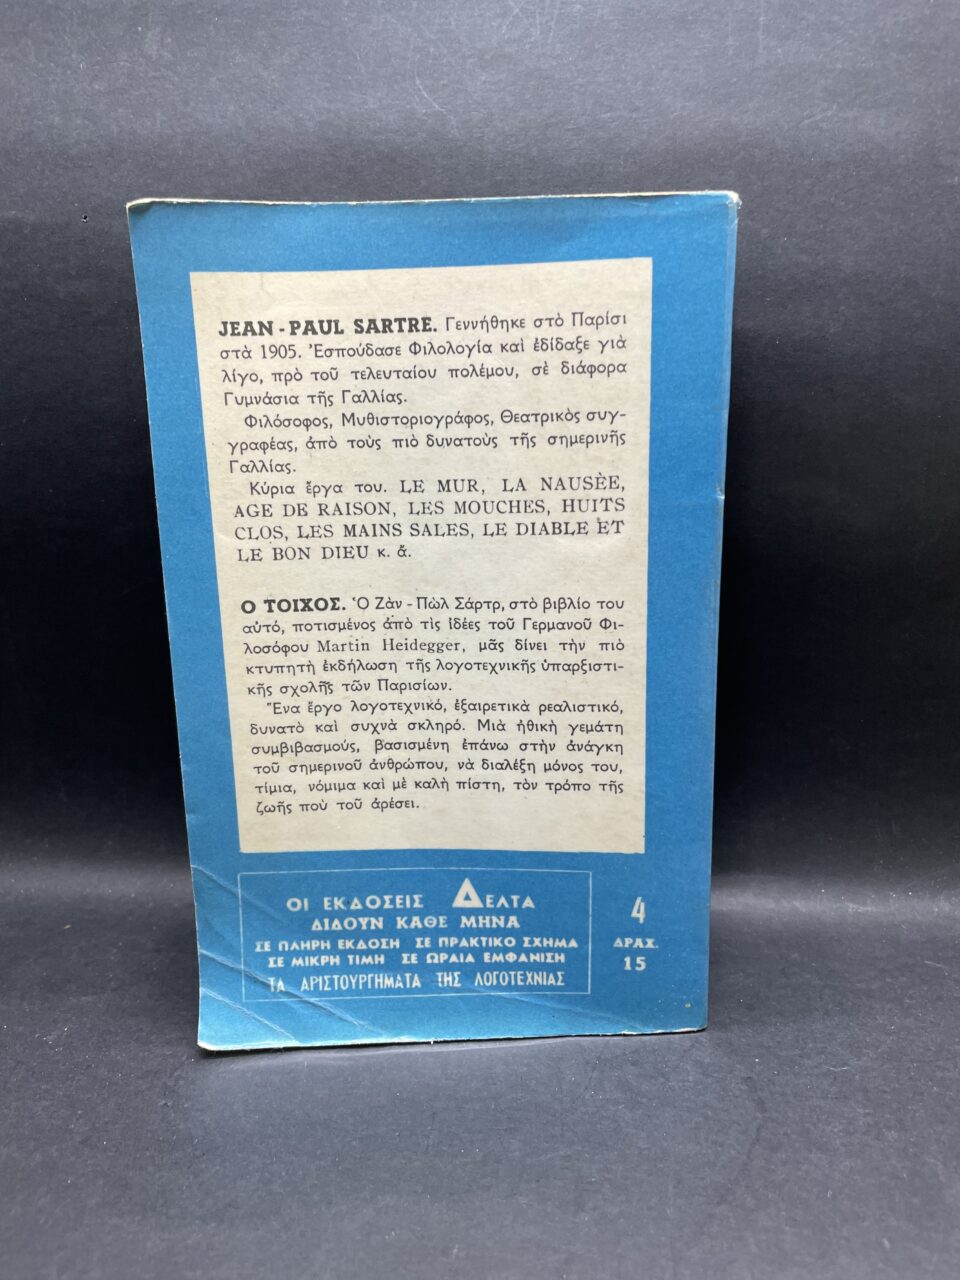 JEAN - PAUL SARTRE. Γεννήθηκε στὸ Παρίσι
στὰ 1905. Ἐσπούδασε Φιλολογία καὶ ἐδίδαξε γιὰ
λίγο, πρὸ τοῦ τελευταίου πολέμου, σὲ διάφορα
Γυμνάσια τῆς Γαλλίας.
Φιλόσοφος, Μυθιστοριογράφος, Θεατρικὸς συγ-
γραφέας, ἀπὸ τοὺς πιὸ δυνατοὺς τῆς σημερινῆς
Γαλλίας.
Κύρια ἔργα του. LE MUR, LA NAUSÈE,
AGE DE RAISON, LES MOUCHES, HUITS
CLOS, LES MAINS SALES, LE DIABLE ET
LE BON DIEU κ. ἄ.
Ο ΤΟΙΧΟΣ. Ὁ Ζὰν - Πὼλ Σάρτρ, στὸ βιβλίο του
αὐτό, ποτισμένος ἀπὸ τὶς ἰδέες τοῦ Γερμανοῦ Φι-
λοσόφου Martin Heidegger, μᾶς δίνει τὴν πιὸ
κτυπητὴ ἐκδήλωση τῆς λογοτεχνικῆς ὑπαρξιστι-
κῆς σχολῆς τῶν Παρισίων.
Ἕνα ἔργο λογοτεχνικό, ἐξαιρετικὰ ρεαλιστικό,
δυνατὸ καὶ συχνὰ σκληρό. Μιὰ ἠθικὴ γεμάτη
συμβιβασμούς, βασισμένη ἐπάνω στὴν ἀνάγκη
τοῦ σημερινοῦ ἀνθρώπου, νὰ διαλέξη μόνος του,
τίμια, νόμιμα καὶ μὲ καλὴ πίστη, τὸν τρόπο τῆς
ζωῆς ποὺ τοῦ ἀρέσει.
ΟΙ ΕΚΔΟΣΕΙΣ ΔΕΛΤΑ
ΔΙΔΟΥΝ ΚΑΘΕ ΜΗΝΑ
ΣΕ ΠΛΗΡΗ ΕΚΔΟΣΗ ΣΕ ΠΡΑΚΤΙΚΟ ΣΧΗΜΑ
ΣΕ ΜΙΚΡΗ ΤΙΜΗ ΣΕ ΩΡΑΙΑ ΕΜΦΑΝΙΣΗ
ΤΑ ΑΡΙΣΤΟΥΡΓΗΜΑΤΑ ΤΗΣ ΛΟΓΟΤΕΧΝΙΑΣ
4
ΔΡΑΧ.
15